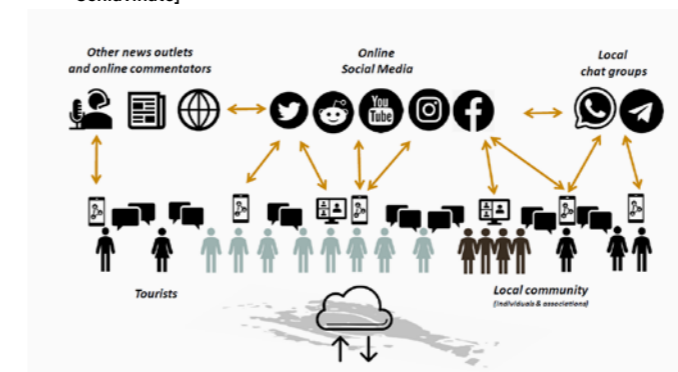 Other news outlets
and online commentators
Online
Social Media
Local
chat groups
You
Tube
Tourists
Local community
(individuals & associations)